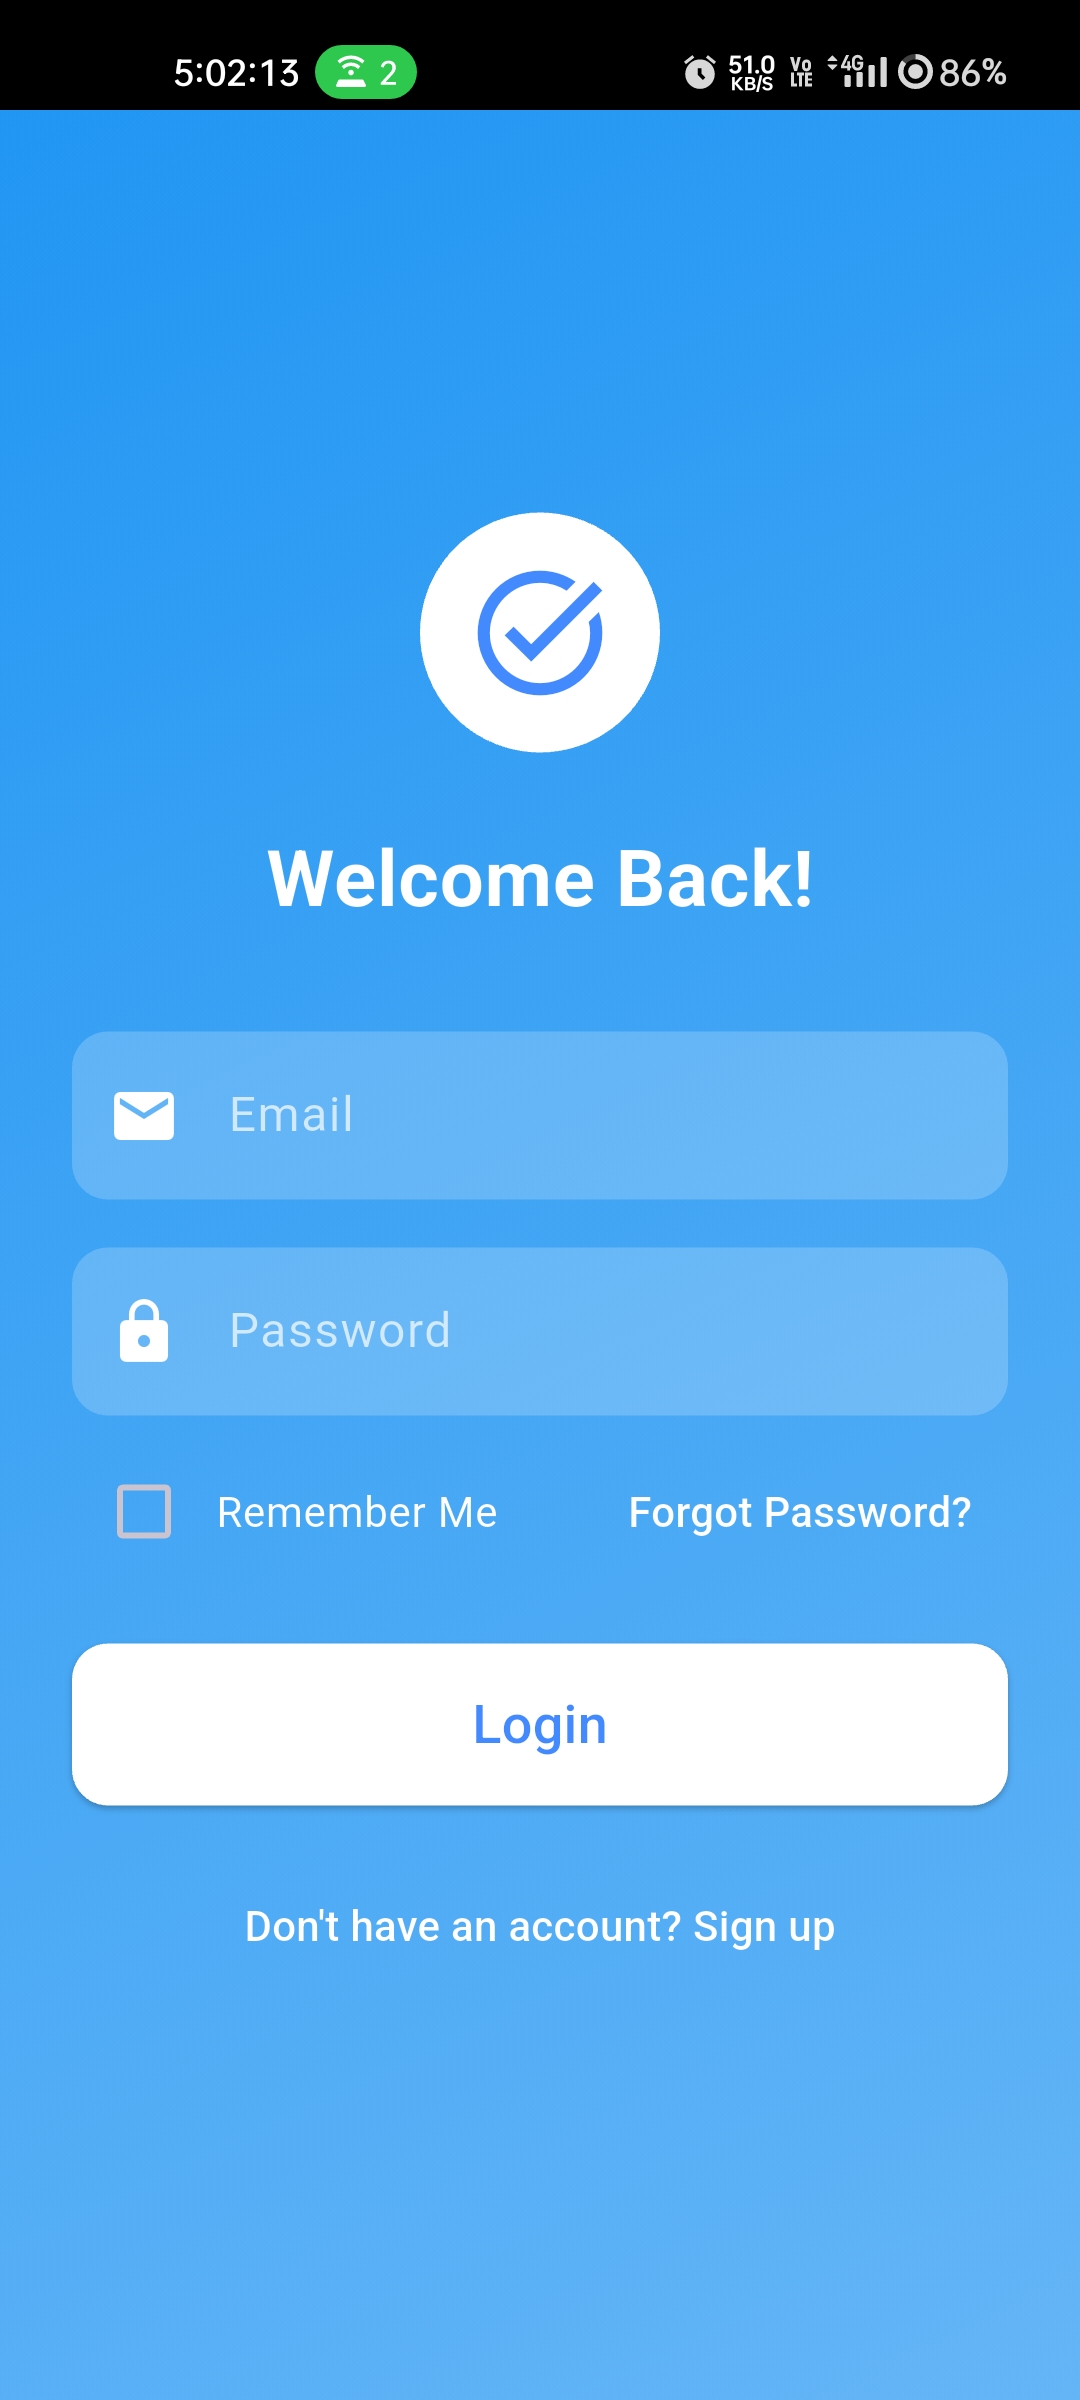 5:02:13 2 51.0 KB/S Vo LTE 4G 86%
Welcome Back!
Email
Password
Remember Me Forgot Password?
Login
Don't have an account? Sign up